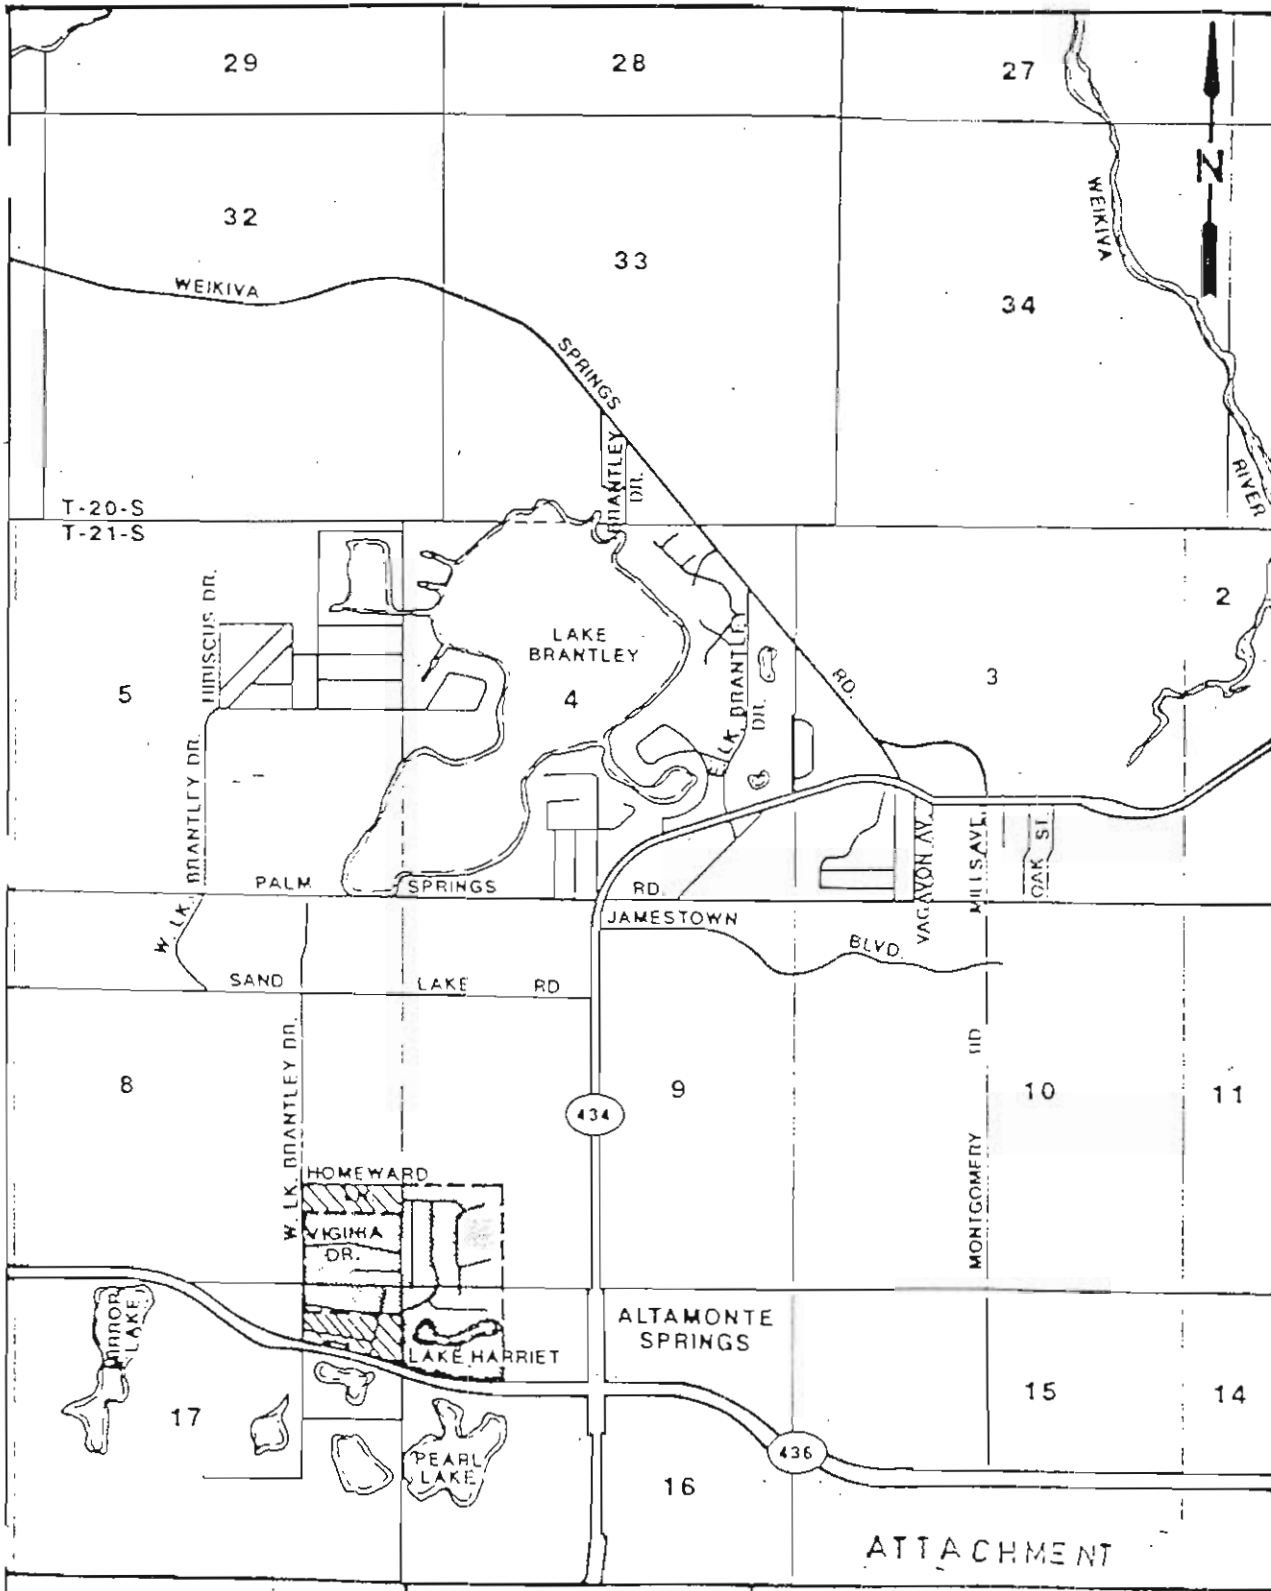 29
28
27
N
32
33
34
WEIKIVA
WEIKIVA
SPRINGS
BRANTLEY
DR.
RIVER
T-20-S
T-21-S
HIBISCUS DR.
LAKE
BRANTLEY
2
5
4
3
LK. BRANTLEY
DR.
RD.
BRANTLEY DR.
W. LK.
PALM
SPRINGS
RD.
VAGAVON AV.
MILLS AVE.
OAK ST.
JAMESTOWN
BLVD.
SAND
LAKE
RD
W. LK. BRANTLEY DR.
8
9
10
11
434
MONTGOMERY
RD
HOMEWARD
VIGINIA
DR.
LAKE
ALTAMONTE
SPRINGS
LAKE HARRIET
17
PEARL
LAKE
436
16
15
14
ATTACHMENT